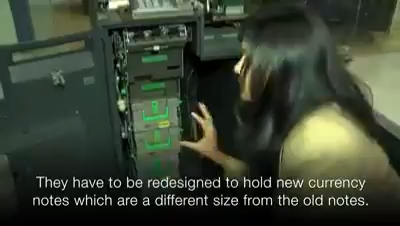 They have to be redesigned to hold new currency
notes which are a different size from the old notes.